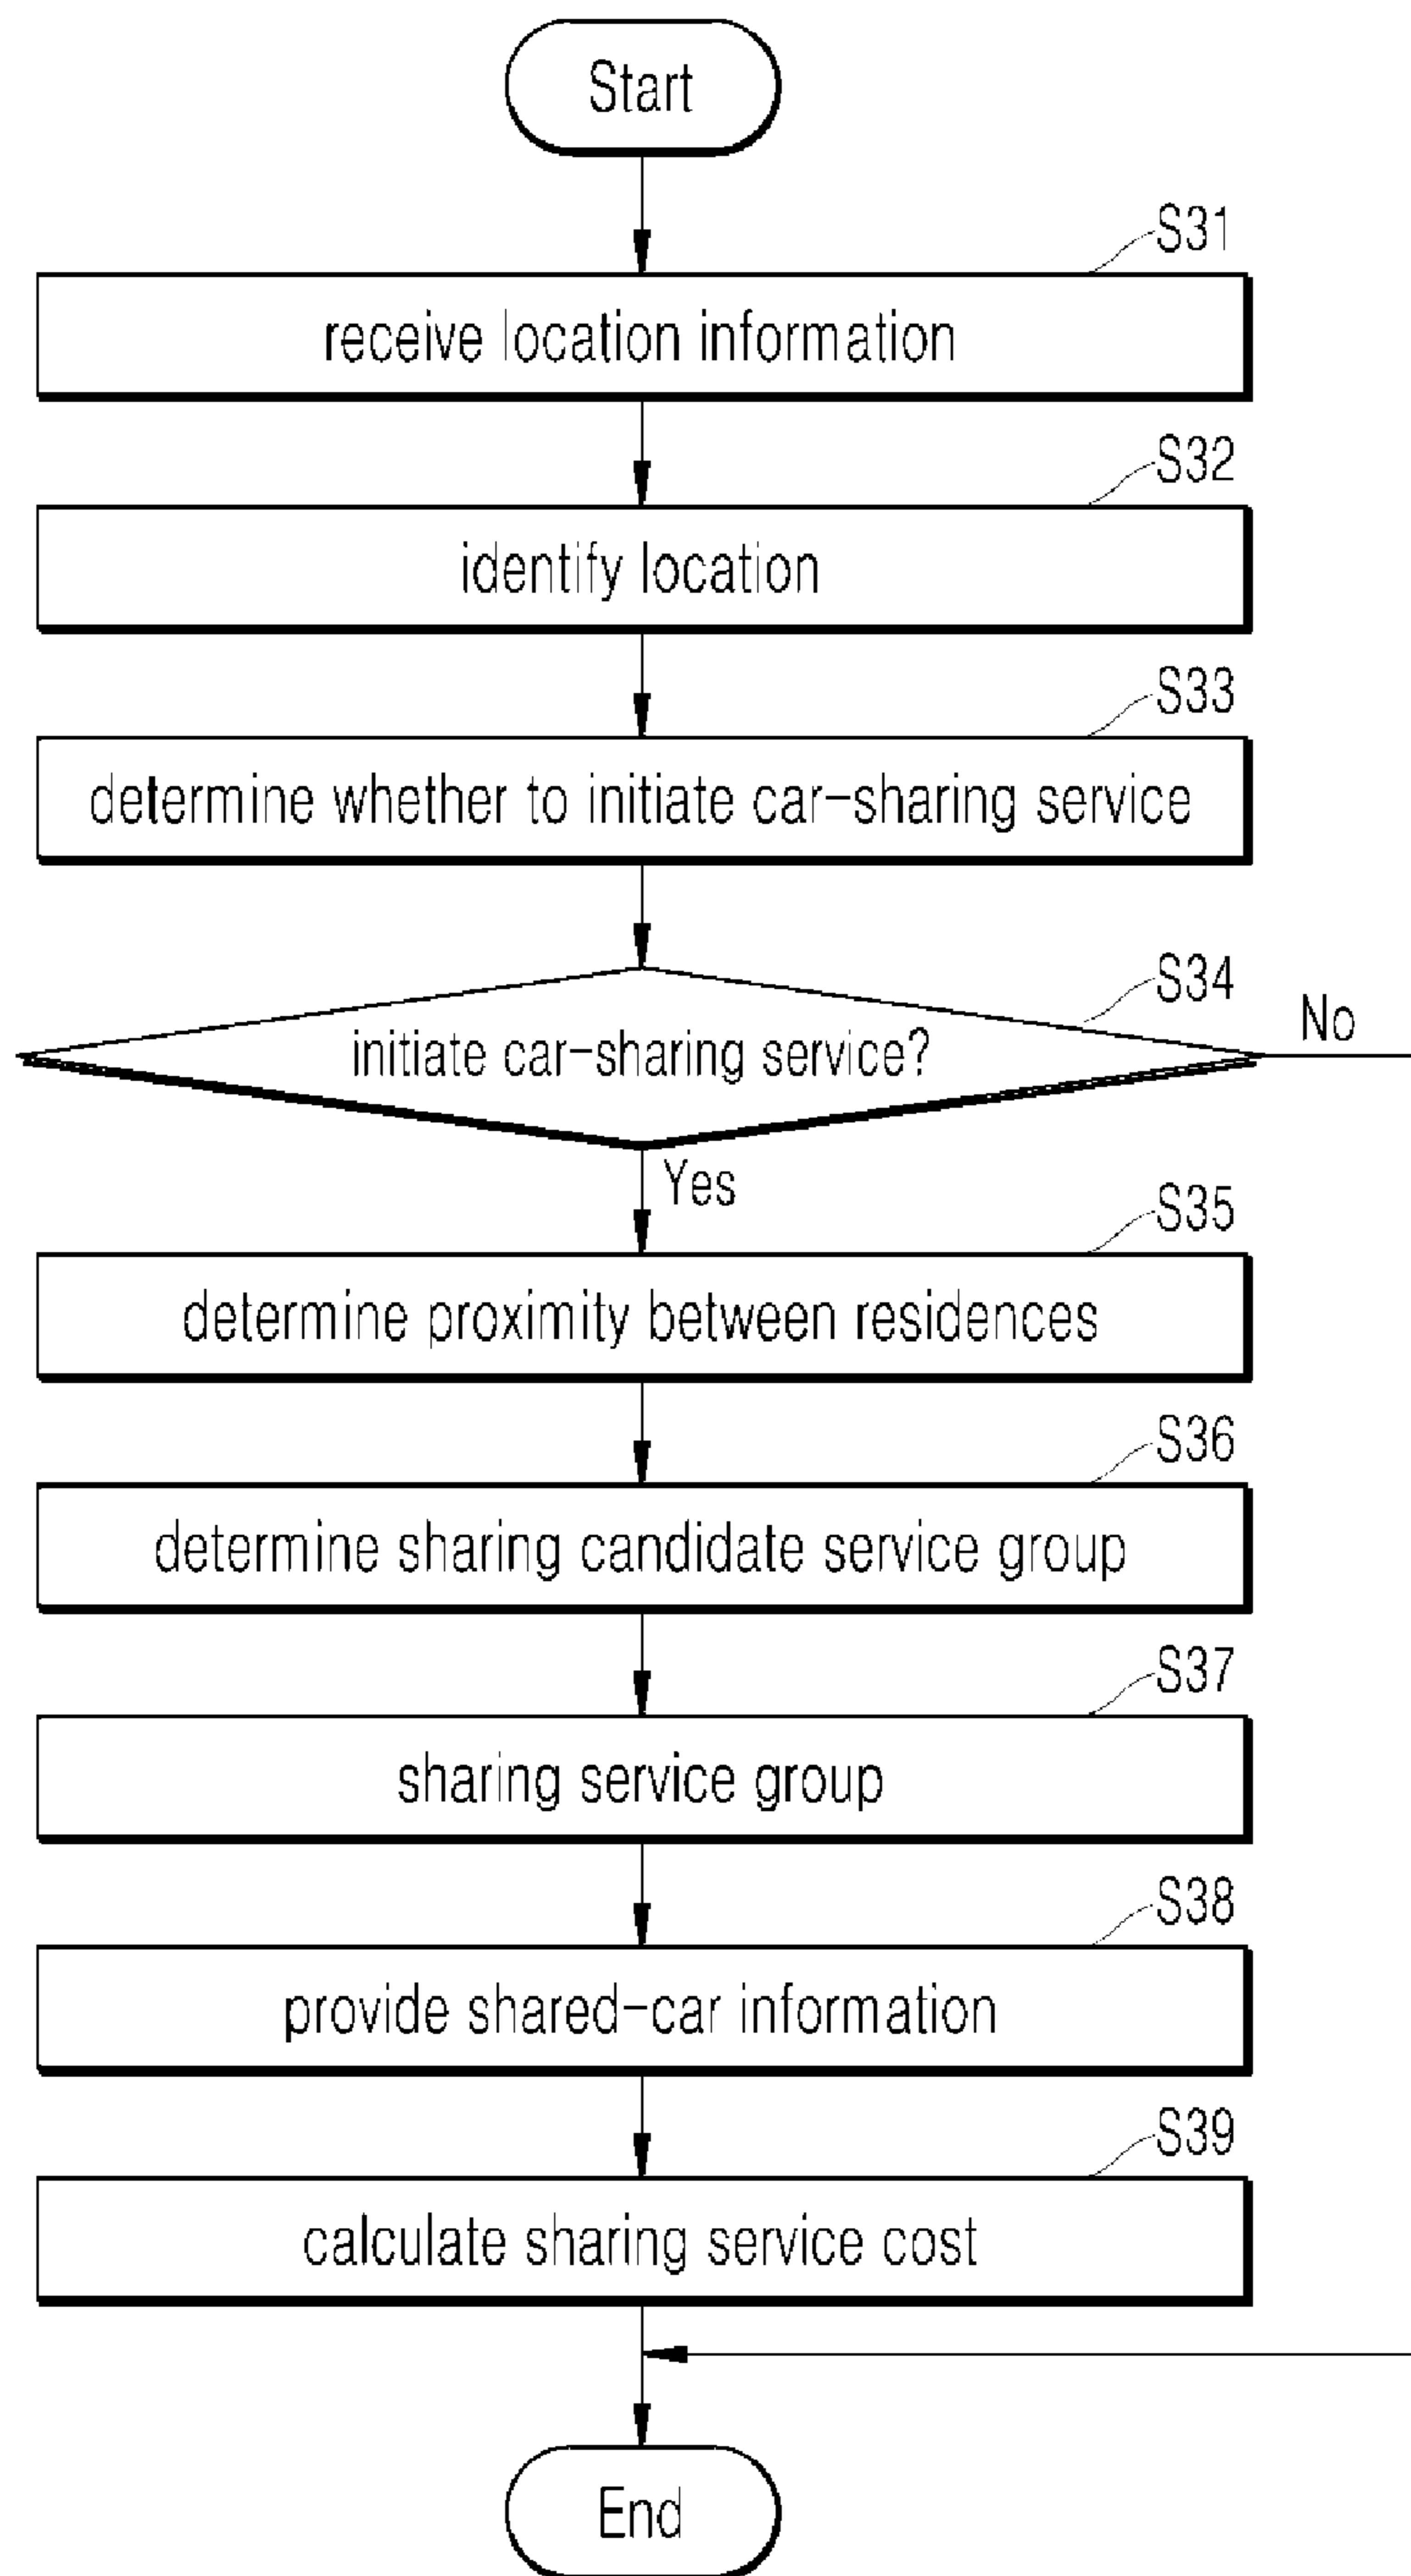 Start
S31
receive location information
S32
identify location
S33
determine whether to initiate car-sharing service
S34
initiate car-sharing service?
No
Yes
S35
determine proximity between residences
S36
determine sharing candidate service group
S37
sharing service group
S38
provide shared-car information
S39
calculate sharing service cost
End